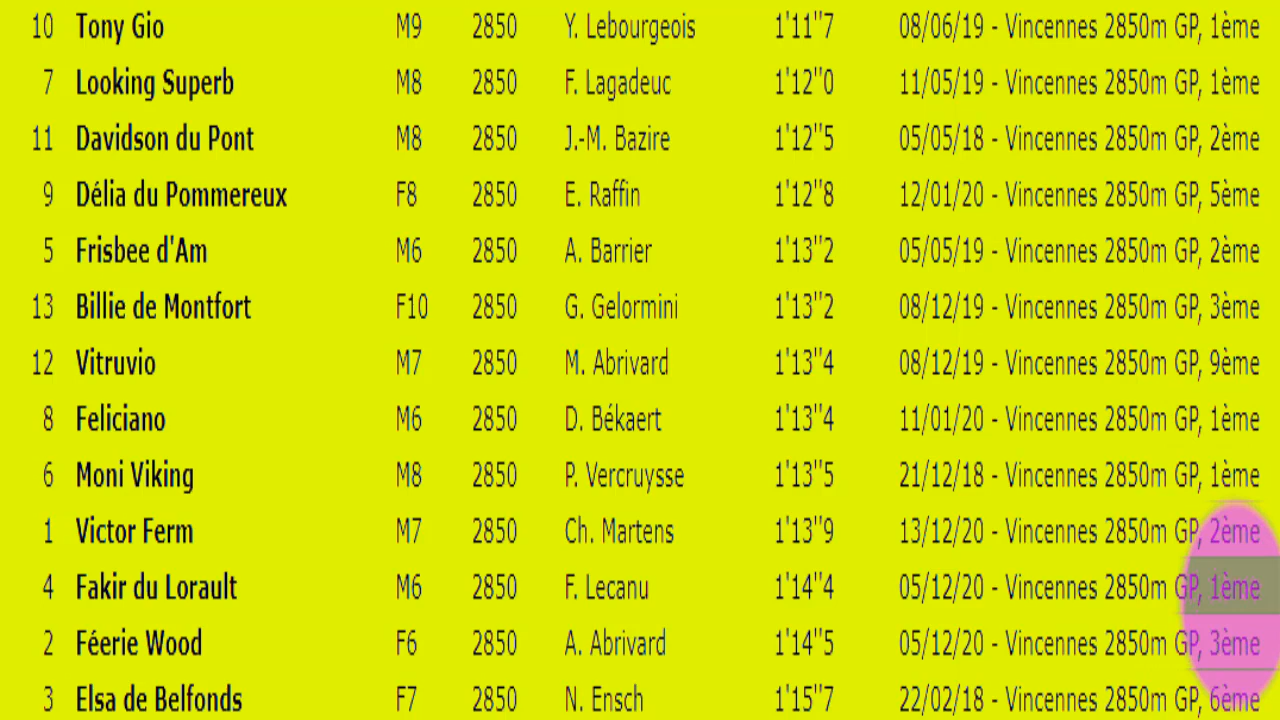 10 Tony Gio M9 2850 Y. Lebourgeois 1'11"7 08/06/19 - Vincennes 2850m GP, 1ème
7 Looking Superb M8 2850 F. Lagadeuc 1'12"0 11/05/19 - Vincennes 2850m GP, 1ème
11 Davidson du Pont M8 2850 J.-M. Bazire 1'12"5 05/05/18 - Vincennes 2850m GP, 2ème
9 Délia du Pommereux F8 2850 E. Raffin 1'12"8 12/01/20 - Vincennes 2850m GP, 5ème
5 Frisbee d'Am M6 2850 A. Barrier 1'13"2 05/05/19 - Vincennes 2850m GP, 2ème
13 Billie de Montfort F10 2850 G. Gelormini 1'13"2 08/12/19 - Vincennes 2850m GP, 3ème
12 Vitruvio M7 2850 M. Abrivard 1'13"4 08/12/19 - Vincennes 2850m GP, 9ème
8 Feliciano M6 2850 D. Békaert 1'13"4 11/01/20 - Vincennes 2850m GP, 1ème
6 Moni Viking M8 2850 P. Vercruysse 1'13"5 21/12/18 - Vincennes 2850m GP, 1ème
1 Victor Ferm M7 2850 Ch. Martens 1'13"9 13/12/20 - Vincennes 2850m GP, 2ème
4 Fakir du Lorault M6 2850 F. Lecanu 1'14"4 05/12/20 - Vincennes 2850m GP, 1ème
2 Féerie Wood F6 2850 A. Abrivard 1'14"5 05/12/20 - Vincennes 2850m GP, 3ème
3 Elsa de Belfonds F7 2850 N. Ensch 1'15"7 22/02/18 - Vincennes 2850m GP, 6ème